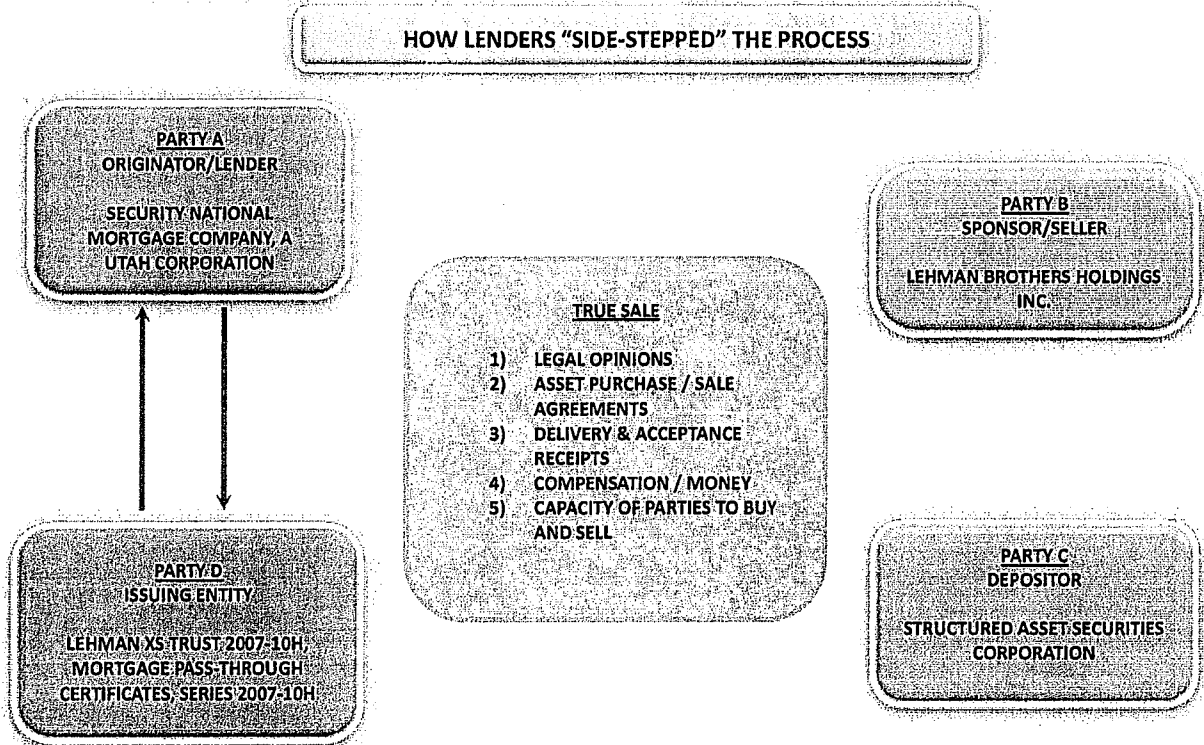 HOW LENDERS "SIDE-STEPPED" THE PROCESS
PARTY A
ORIGINATOR/LENDER
SECURITY NATIONAL
MORTGAGE COMPANY, A
UTAH CORPORATION
PARTY B
SPONSOR/SELLER
LEHMAN BROTHERS HOLDINGS
INC.
TRUE SALE
1) LEGAL OPINIONS
2) ASSET PURCHASE / SALE
AGREEMENTS
3) DELIVERY & ACCEPTANCE
RECEIPTS
4) COMPENSATION / MONEY
5) CAPACITY OF PARTIES TO BUY
AND SELL
PARTY D
ISSUING ENTITY
LEHMAN XS TRUST 2007-10H,
MORTGAGE PASS-THROUGH
CERTIFICATES, SERIES 2007-10H
PARTY C
DEPOSITOR
STRUCTURED ASSET SECURITIES
CORPORATION